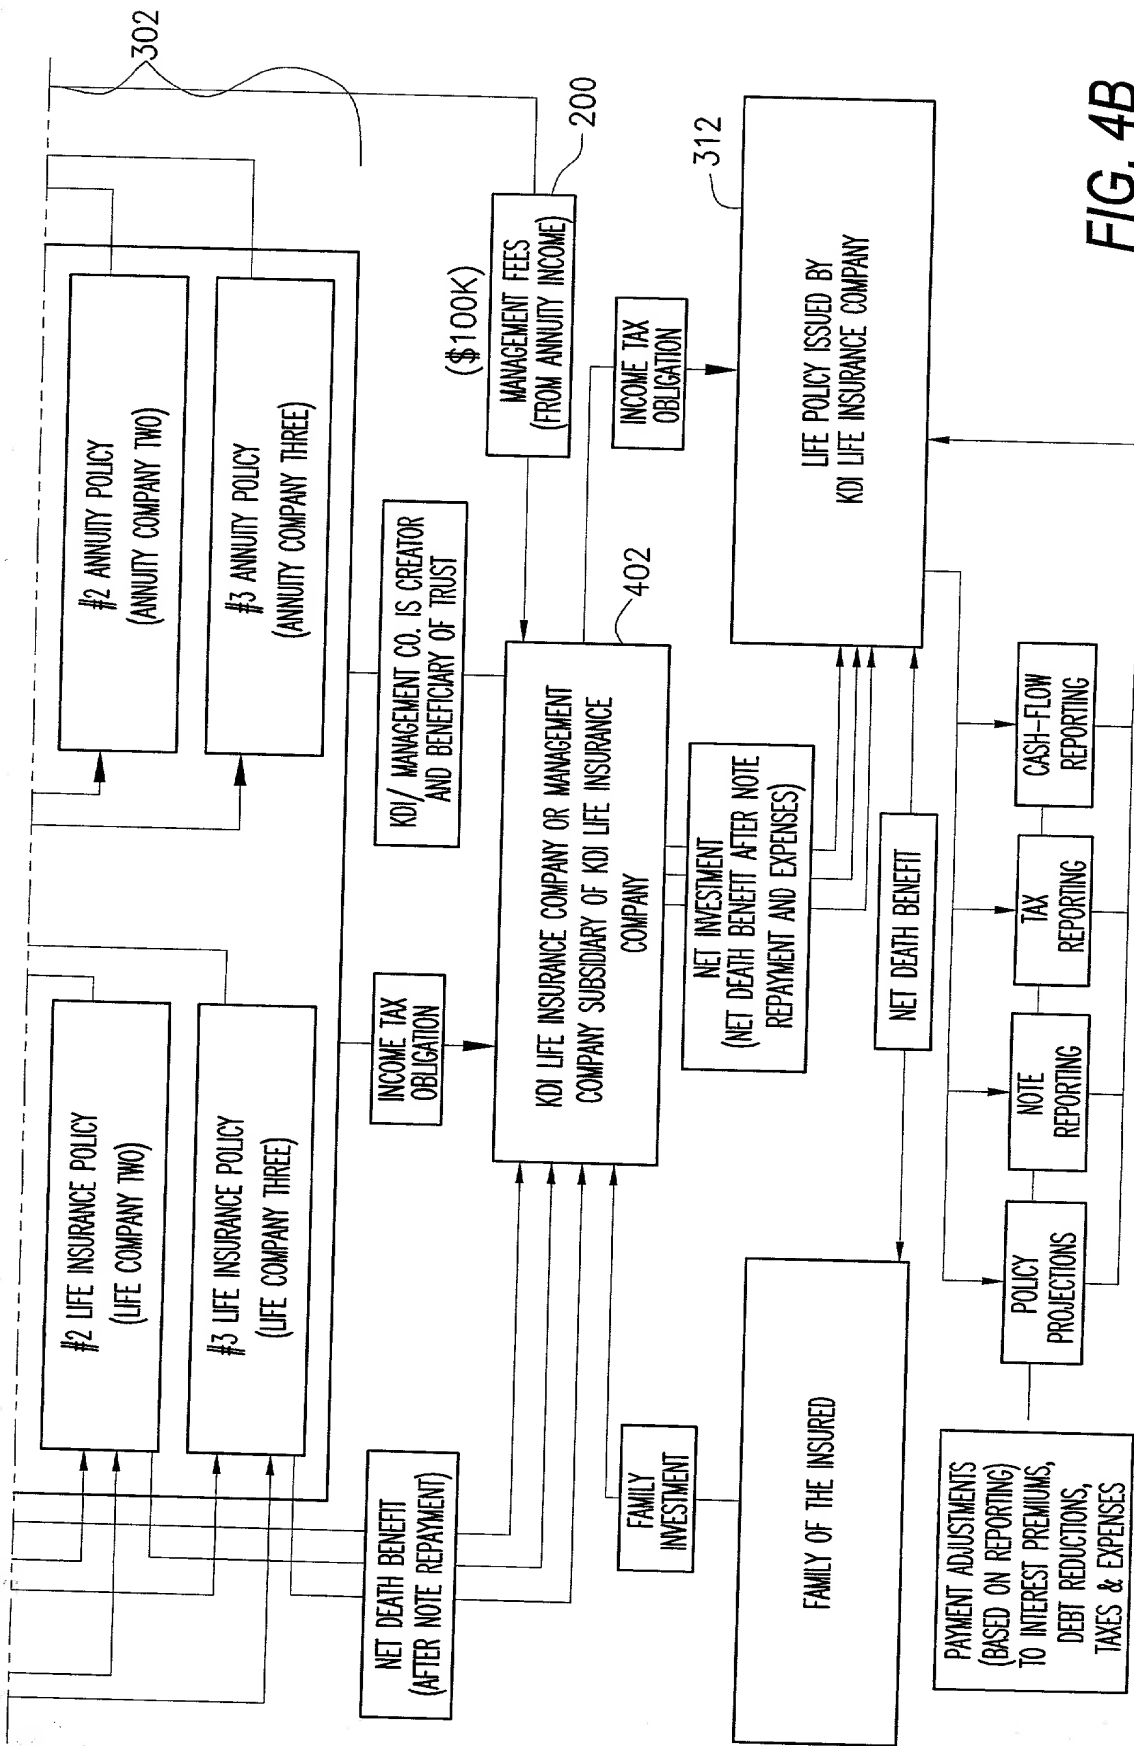 302
#2 ANNUITY POLICY
(ANNUITY COMPANY TWO)
#3 ANNUITY POLICY
(ANNUITY COMPANY THREE)
#2 LIFE INSURANCE POLICY
(LIFE COMPANY TWO)
#3 LIFE INSURANCE POLICY
(LIFE COMPANY THREE)
($100K)
200
MANAGEMENT FEES
(FROM ANNUITY INCOME)
KDI/ MANAGEMENT CO. IS CREATOR
AND BENEFICIARY OF TRUST
INCOME TAX
OBLIGATION
NET DEATH BENEFIT
(AFTER NOTE REPAYMENT)
KDI LIFE INSURANCE COMPANY OR MANAGEMENT
COMPANY SUBSIDIARY OF KDI LIFE INSURANCE
COMPANY
402
INCOME TAX
OBLIGATION
FAMILY
INVESTMENT
NET INVESTMENT
(NET DEATH BENEFIT AFTER NOTE
REPAYMENT AND EXPENSES)
312
LIFE POLICY ISSUED BY
KDI LIFE INSURANCE COMPANY
FAMILY OF THE INSURED
NET DEATH BENEFIT
PAYMENT ADJUSTMENTS
(BASED ON REPORTING)
TO INTEREST PREMIUMS,
DEBT REDUCTIONS,
TAXES & EXPENSES
POLICY
PROJECTIONS
NOTE
REPORTING
TAX
REPORTING
CASH-FLOW
REPORTING
FIG. 4B